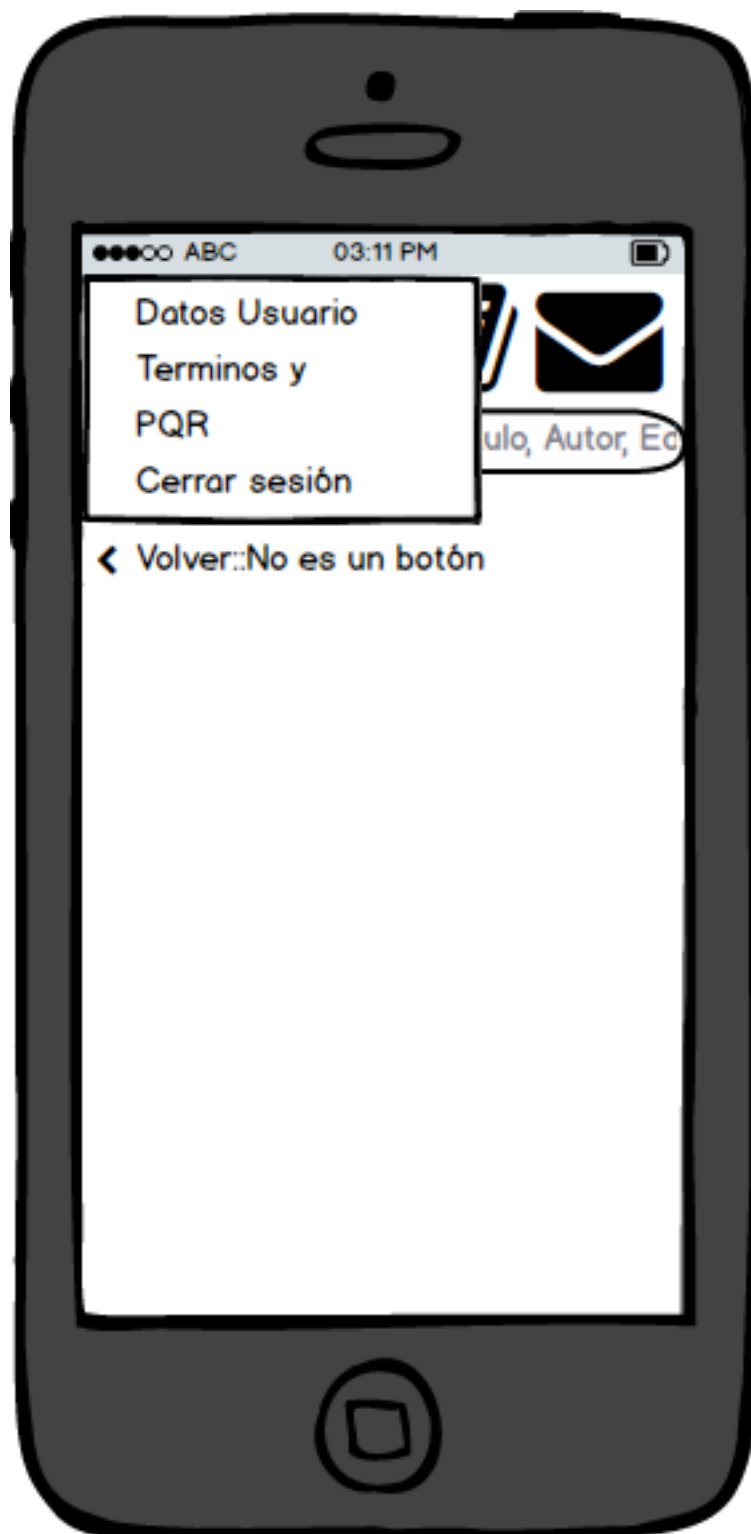 ABC 03:11 PM
Datos Usuario
Terminos y
PQR
ulo, Autor, Ec
Cerrar sesión
Volver::No es un botón